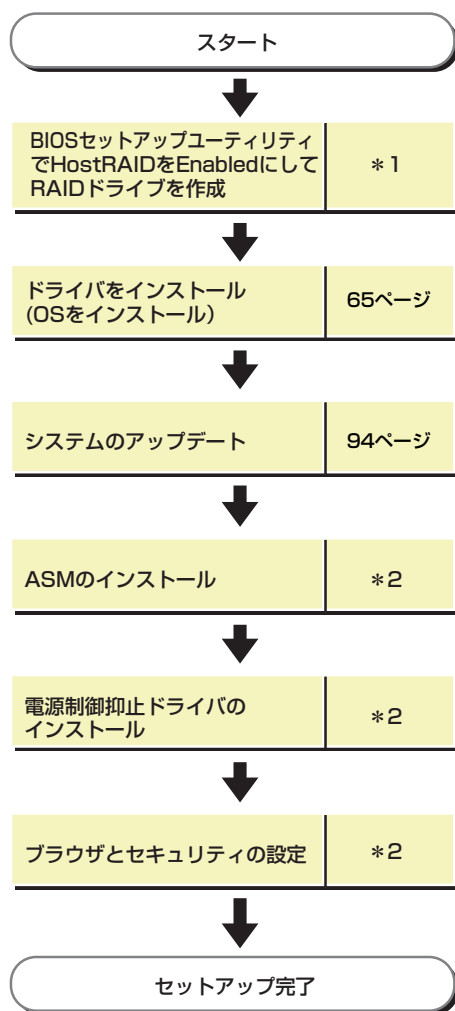 スタート
BIOSセットアップユーティリティ
でHostRAIDをEnabledにして
RAIDドライブを作成
＊1
ドライバをインストール
(OSをインストール）
65ページ
システムのアップデート
94ページ
ASMのインストール
＊2
電源制御抑止ドライバの
インストール
＊2
ブラウザとセキュリティの設定
＊2
セットアップ完了